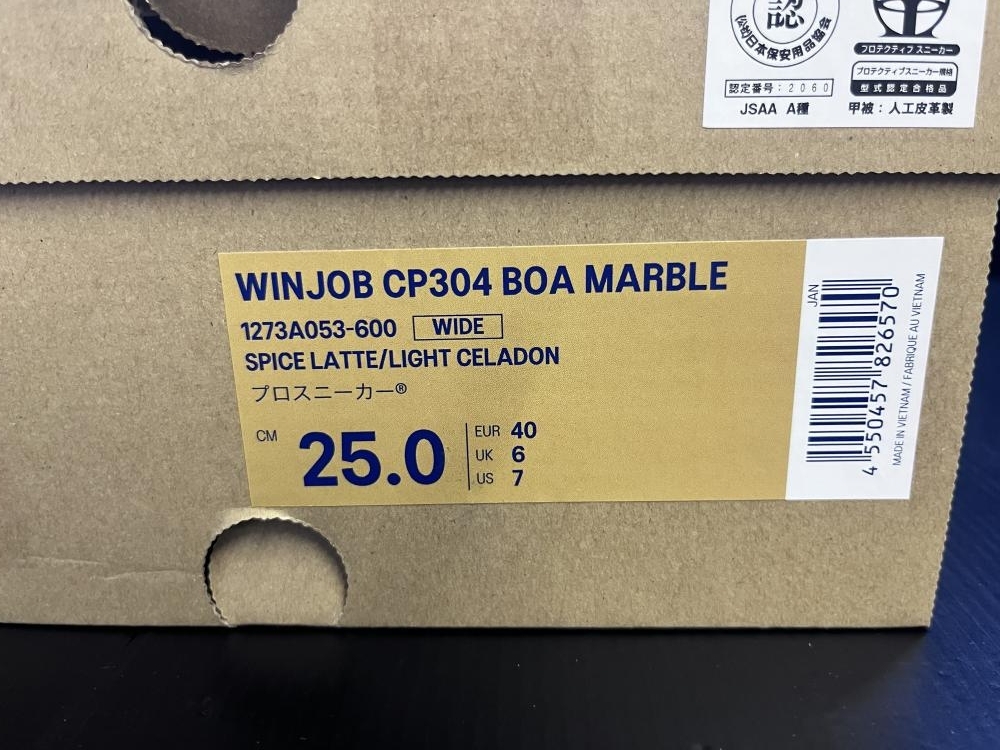 認
(公社)日本保安用品協会
プロテクティブ スニーカー
プロテクティブスニーカー規格
型式認定合格品
認定番号:2060
JSAA A種
甲被:人工皮革製
WINJOB CP304 BOA MARBLE
1273A053-600 WIDE
SPICE LATTE/LIGHT CELADON
プロスニーカー®
CM 25.0
EUR 40
UK 6
US 7
JAN
4 550457 826570
MADE IN VIETNAM / FABRIQUE AU VIETNAM